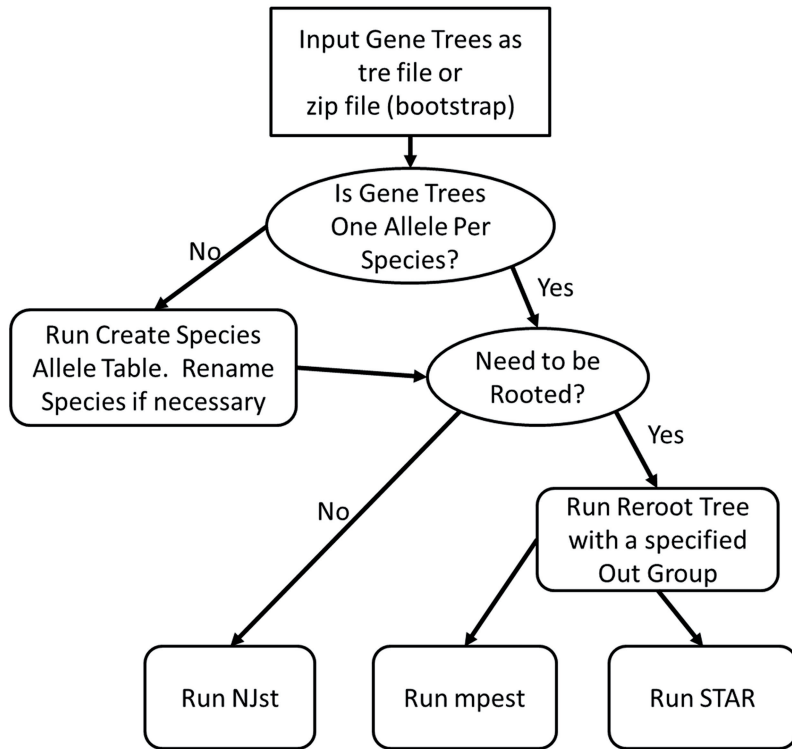 Input Gene Trees as
tre file or
zip file (bootstrap)
Is Gene Trees
One Allele Per
Species?
No
Yes
Run Create Species
Allele Table. Rename
Species if necessary
Need to be
Rooted?
Yes
No
Run Reroot Tree
with a specified
Out Group
Run NJst
Run mpest
Run STAR